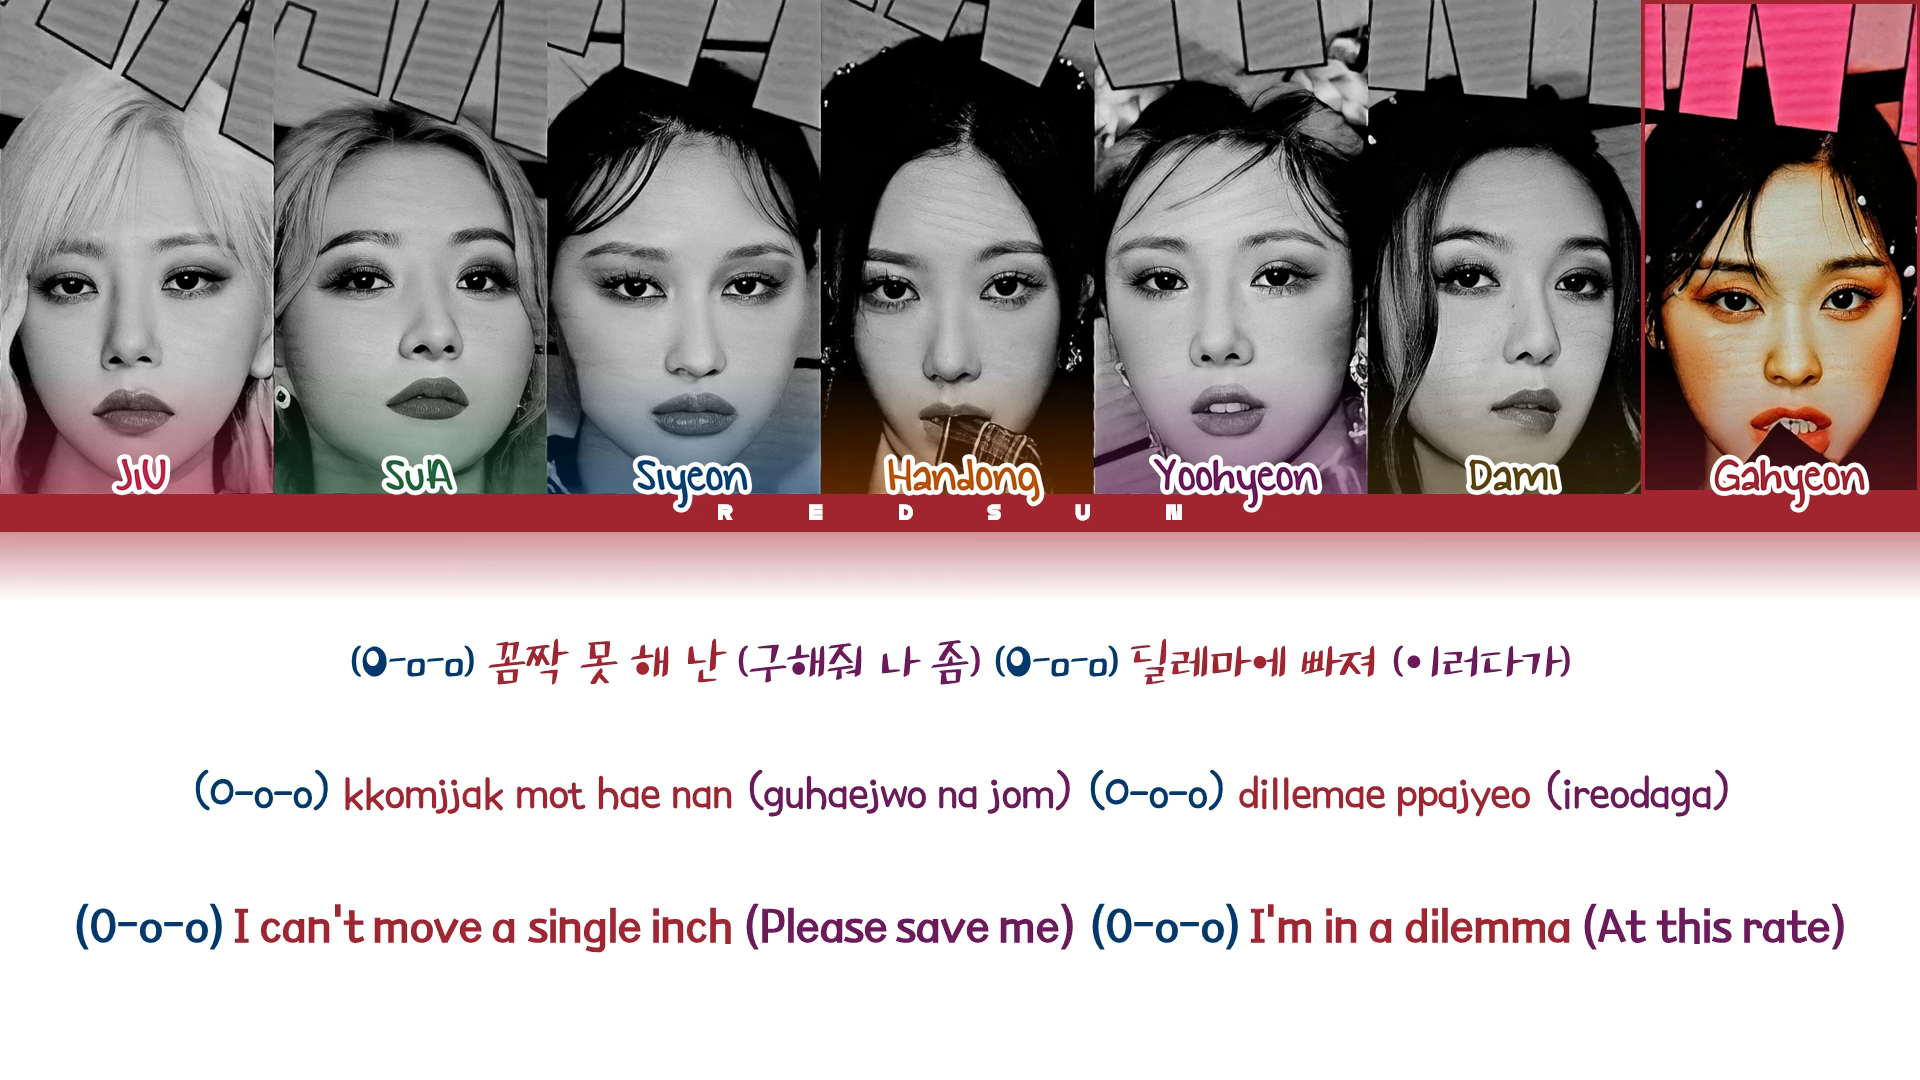 JiU SuA Siyeon Handong Yoohyeon Dami Gahyeon
REDSUN
(O-o-o) 꼼짝 못 해 난 (구해줘 나 좀) (O-o-o) 딜레마에 빠져 (이러다가)
(O-o-o) kkomjjak mot hae nan (guhaejwo na jom) (O-o-o) dillemae ppajyeo (ireodaga)
(O-o-o) I can't move a single inch (Please save me) (O-o-o) I'm in a dilemma (At this rate)